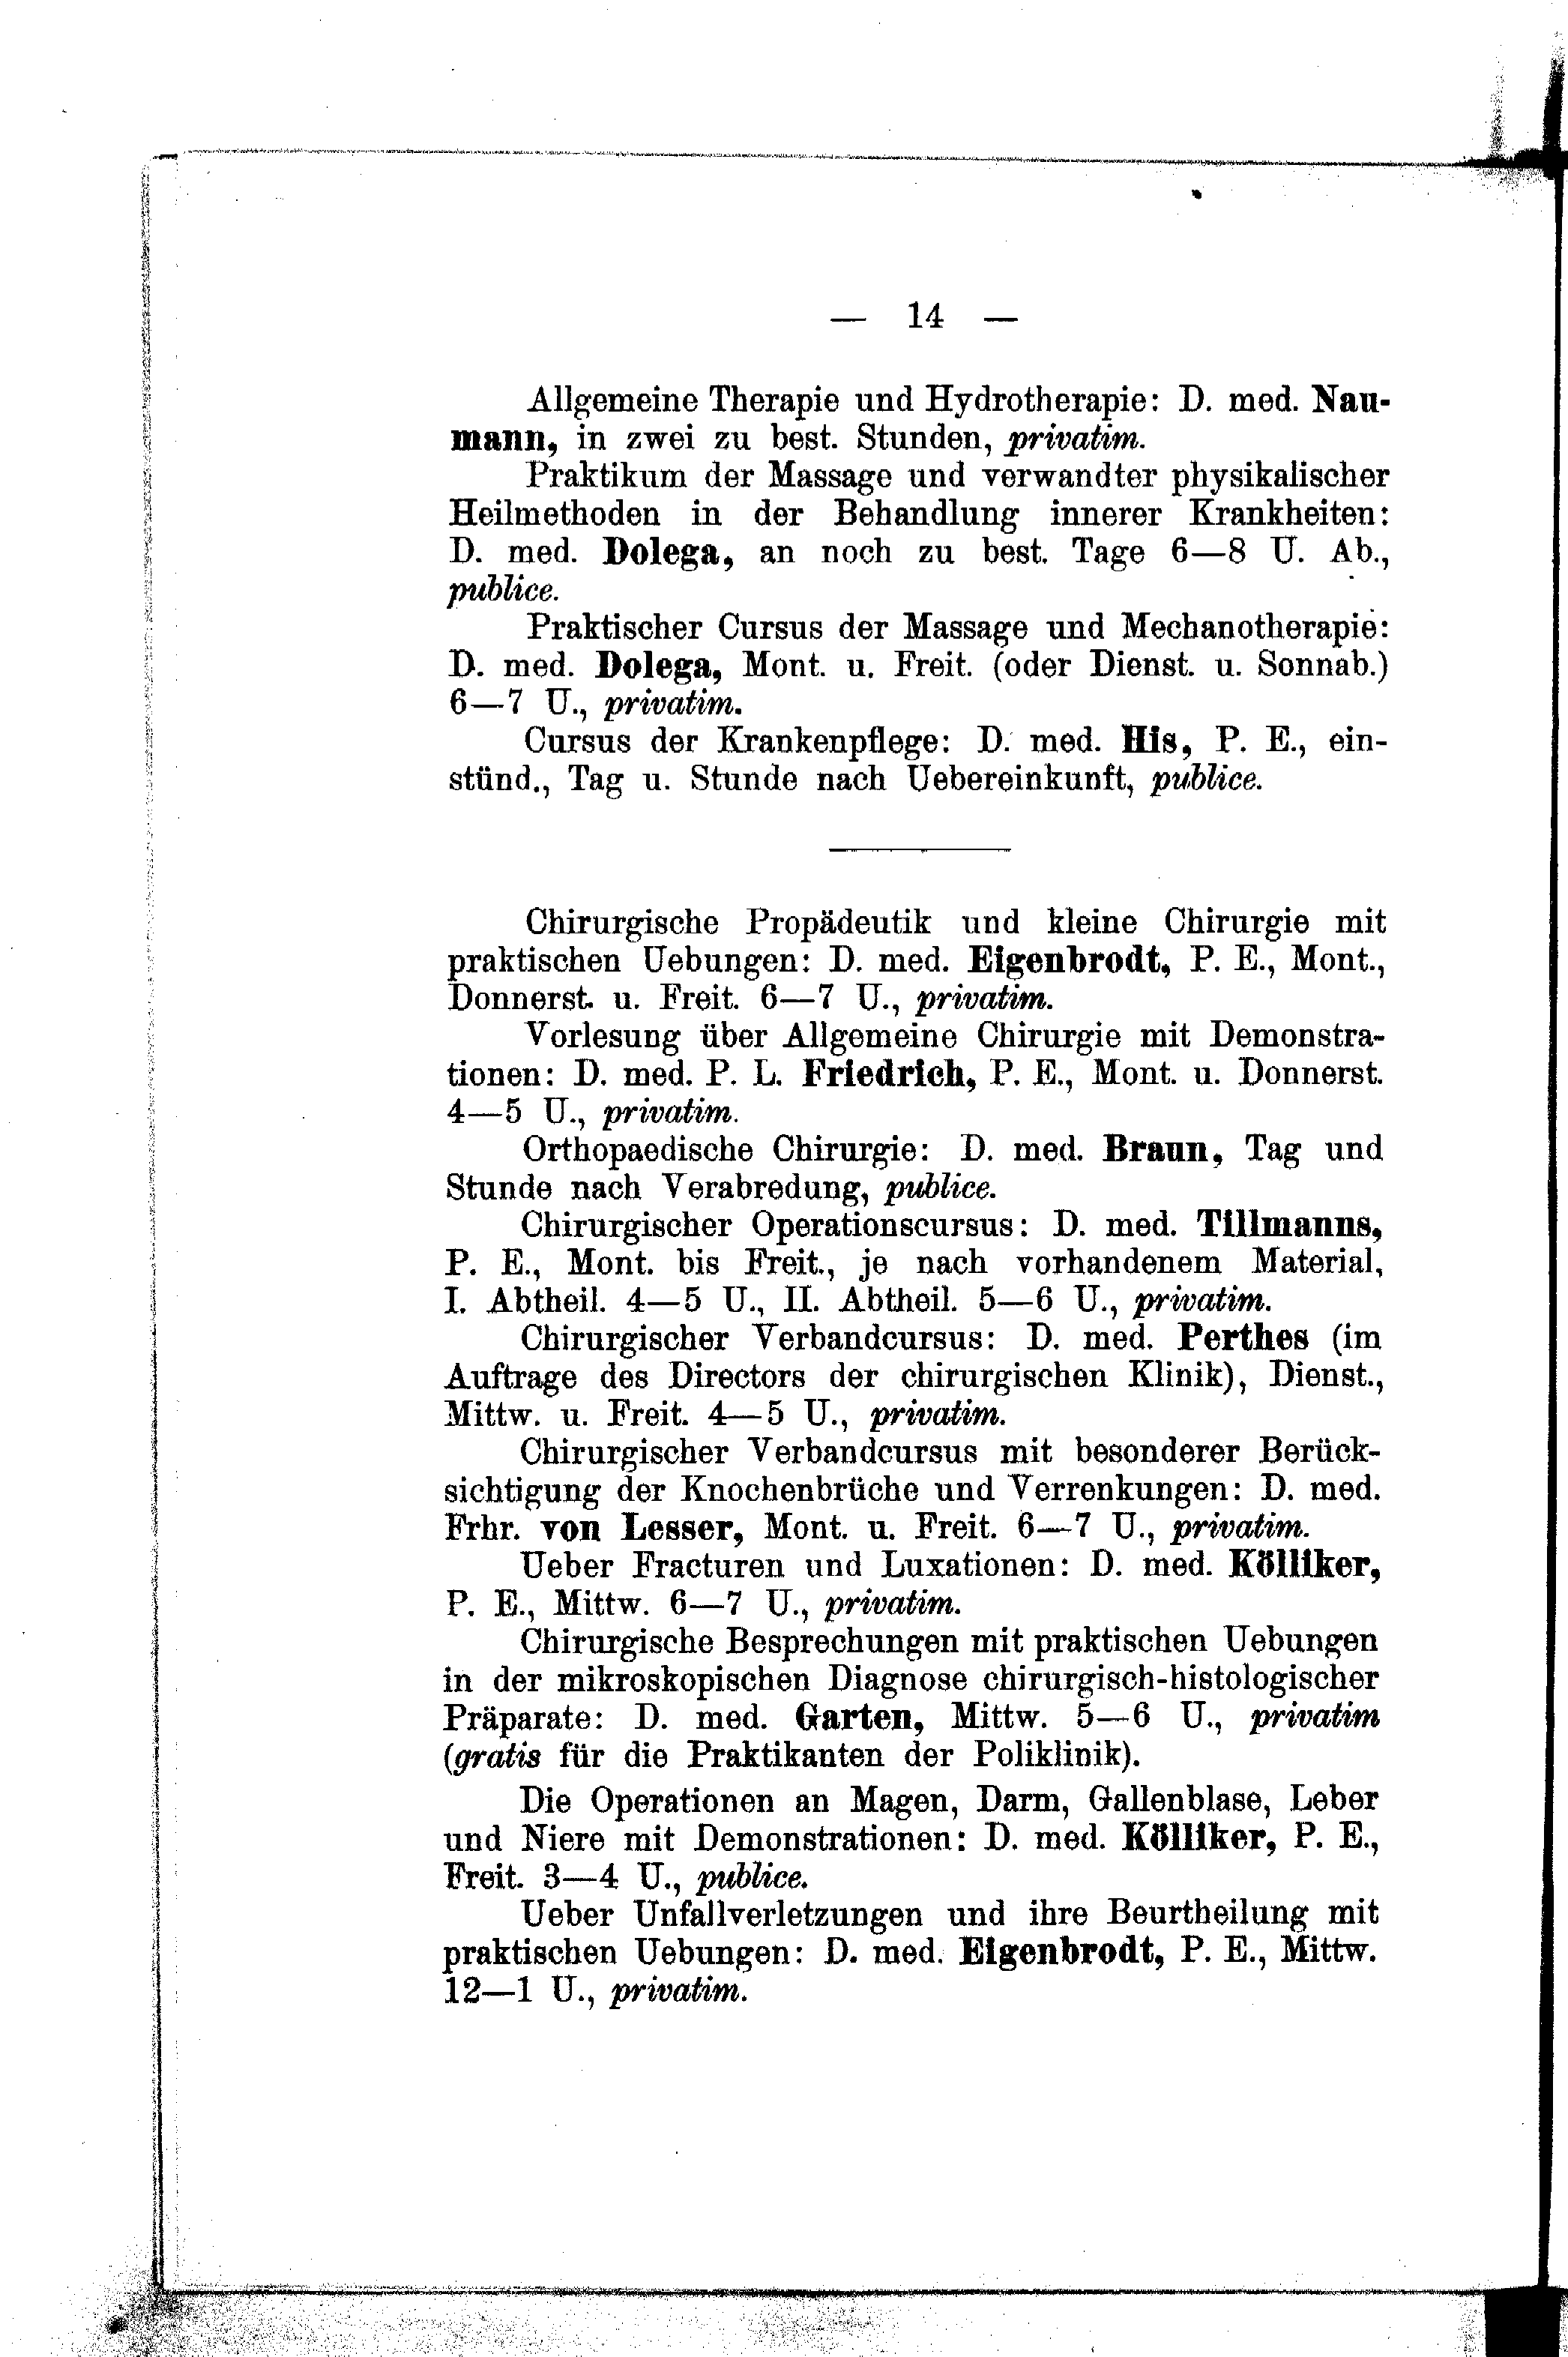 — 14 —
Allgemeine Therapie und Hydrotherapie: D. med. Nau-
mann, in zwei zu best. Stunden, privatim.
Praktikum der Massage und verwandter physikalischer
Heilmethoden in der Behandlung innerer Krankheiten:
D. med. Dolega, an noch zu best. Tage 6—8 U. Ab.,
publice.
Praktischer Cursus der Massage und Mechanotherapie:
D. med. Dolega, Mont. u. Freit. (oder Dienst. u. Sonnab.)
6—7 U., privatim.
Cursus der Krankenpflege: D. med. His, P. E., ein-
stünd., Tag u. Stunde nach Uebereinkunft, publice.
Chirurgische Propädeutik und kleine Chirurgie mit
praktischen Uebungen: D. med. Eigenbrodt, P. E., Mont.,
Donnerst. u. Freit. 6—7 U., privatim.
Vorlesung über Allgemeine Chirurgie mit Demonstra-
tionen: D. med. P. L. Friedrich, P. E., Mont. u. Donnerst.
4—5 U., privatim.
Orthopaedische Chirurgie: D. med. Braun, Tag und
Stunde nach Verabredung, publice.
Chirurgischer Operationscursus: D. med. Tillmanns,
P. E., Mont. bis Freit., je nach vorhandenem Material,
I. Abtheil. 4—5 U., II. Abtheil. 5—6 U., privatim.
Chirurgischer Verbandcursus: D. med. Perthes (im
Auftrage des Directors der chirurgischen Klinik), Dienst.,
Mittw. u. Freit. 4—5 U., privatim.
Chirurgischer Verbandcursus mit besonderer Berück-
sichtigung der Knochenbrüche und Verrenkungen: D. med.
Frhr. von Lesser, Mont. u. Freit. 6—7 U., privatim.
Ueber Fracturen und Luxationen: D. med. Kölliker,
P. E., Mittw. 6—7 U., privatim.
Chirurgische Besprechungen mit praktischen Uebungen
in der mikroskopischen Diagnose chirurgisch-histologischer
Präparate: D. med. Garten, Mittw. 5—6 U., privatim
(gratis für die Praktikanten der Poliklinik).
Die Operationen an Magen, Darm, Gallenblase, Leber
und Niere mit Demonstrationen: D. med. Kölliker, P. E.,
Freit. 3—4 U., publice.
Ueber Unfallverletzungen und ihre Beurtheilung mit
praktischen Uebungen: D. med. Eigenbrodt, P. E., Mittw.
12—1 U., privatim.